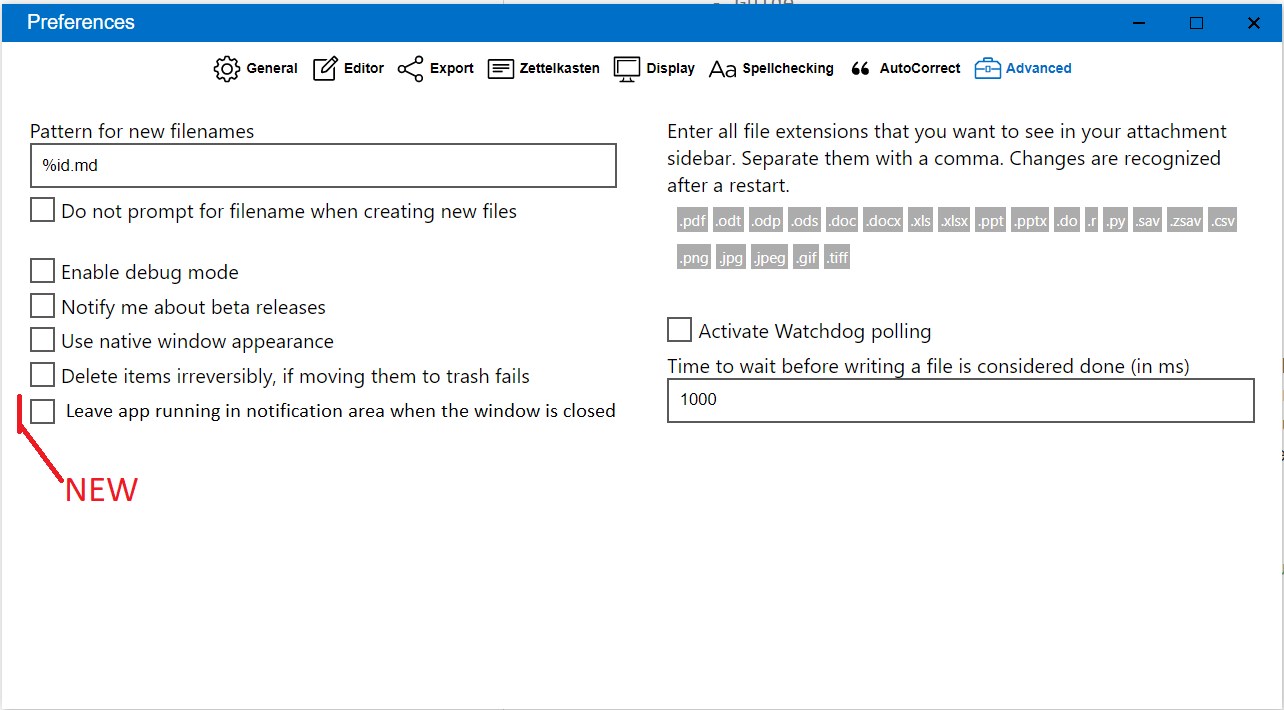 Preferences
General Editor Export Zettelkasten Display Spellchecking AutoCorrect Advanced
Pattern for new filenames
%id.md
Do not prompt for filename when creating new files
Enable debug mode
Notify me about beta releases
Use native window appearance
Delete items irreversibly, if moving them to trash fails
Leave app running in notification area when the window is closed
NEW
Enter all file extensions that you want to see in your attachment
sidebar. Separate them with a comma. Changes are recognized
after a restart.
.pdf .odt .odp .ods .doc .docx .xls .xlsx .ppt .pptx .do .r .py .sav .zsav .csv
.png .jpg .jpeg .gif .tiff
Activate Watchdog polling
Time to wait before writing a file is considered done (in ms)
1000